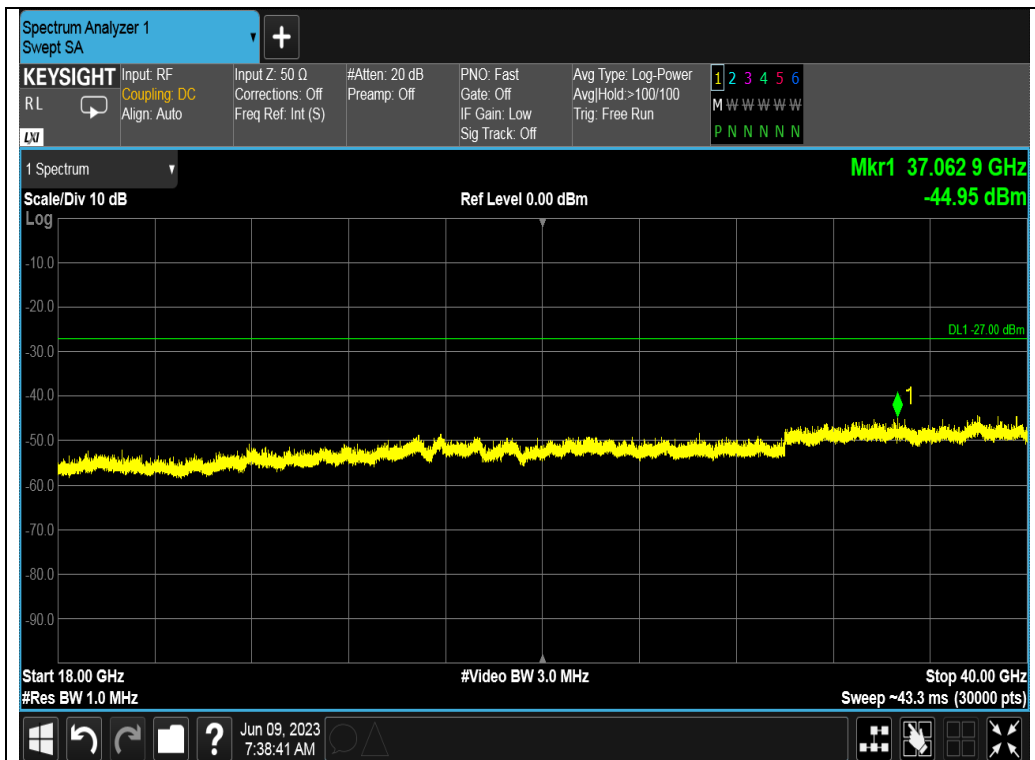 Spectrum Analyzer 1
Swept SA
+
KEYSIGHT
RL
LXI
Input: RF
Coupling: DC
Align: Auto
Input Z: 50 Ω
Corrections: Off
Freq Ref: Int (S)
#Atten: 20 dB
Preamp: Off
PNO: Fast
Gate: Off
IF Gain: Low
Sig Track: Off
Avg Type: Log-Power
Avg|Hold:>100/100
Trig: Free Run
1 2 3 4 5 6
M W W W W W
P N N N N N
1 Spectrum
Mkr1 37.062 9 GHz
Scale/Div 10 dB
Ref Level 0.00 dBm
-44.95 dBm
Log
-10.0
-20.0
DL1 -27.00 dBm
-30.0
-40.0
1
-50.0
-60.0
-70.0
-80.0
-90.0
Start 18.00 GHz
#Video BW 3.0 MHz
Stop 40.00 GHz
#Res BW 1.0 MHz
Sweep ~43.3 ms (30000 pts)
?
Jun 09, 2023
7:38:41 AM